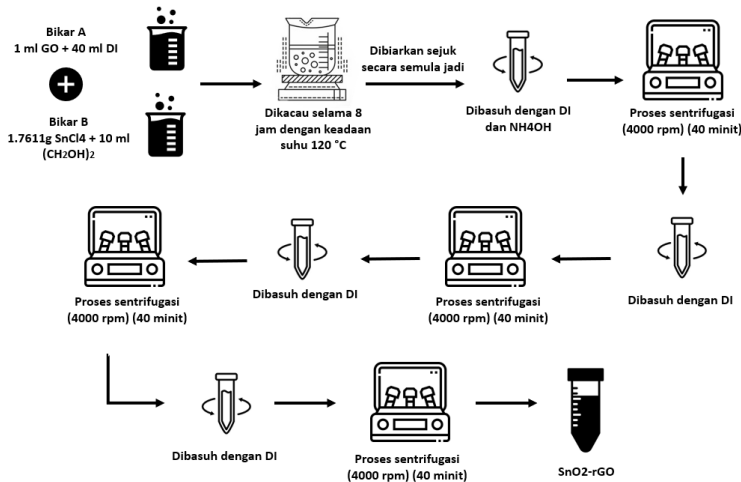 Bikar A
1 ml GO + 40 ml DI
Bikar B
1.7611g SnCl4 + 10 ml
(CH2OH)2
Dikacau selama 8
jam dengan keadaan
suhu 120 °C
Dibiarkan sejuk
secara semula jadi
Dibasuh dengan DI
dan NH4OH
Proses sentrifugasi
(4000 rpm) (40 minit)
Dibasuh dengan DI
Proses sentrifugasi
(4000 rpm) (40 minit)
Dibasuh dengan DI
Proses sentrifugasi
(4000 rpm) (40 minit)
Dibasuh dengan DI
Proses sentrifugasi
(4000 rpm) (40 minit)
SnO2-rGO